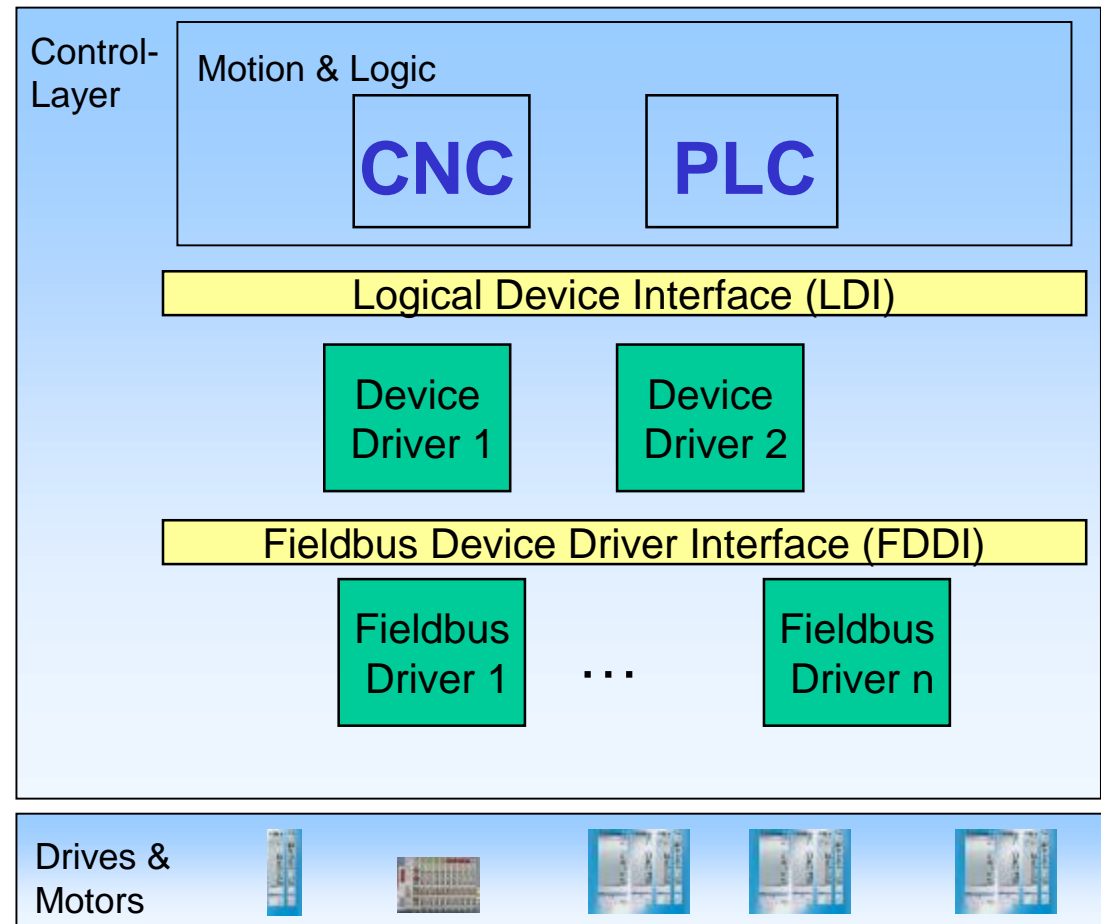 Control-
Layer
Motion & Logic
CNC
PLC
Logical Device Interface (LDI)
Device
Driver 1
Device
Driver 2
Fieldbus Device Driver Interface (FDDI)
Fieldbus
Driver 1
...
Fieldbus
Driver n
Drives &
Motors